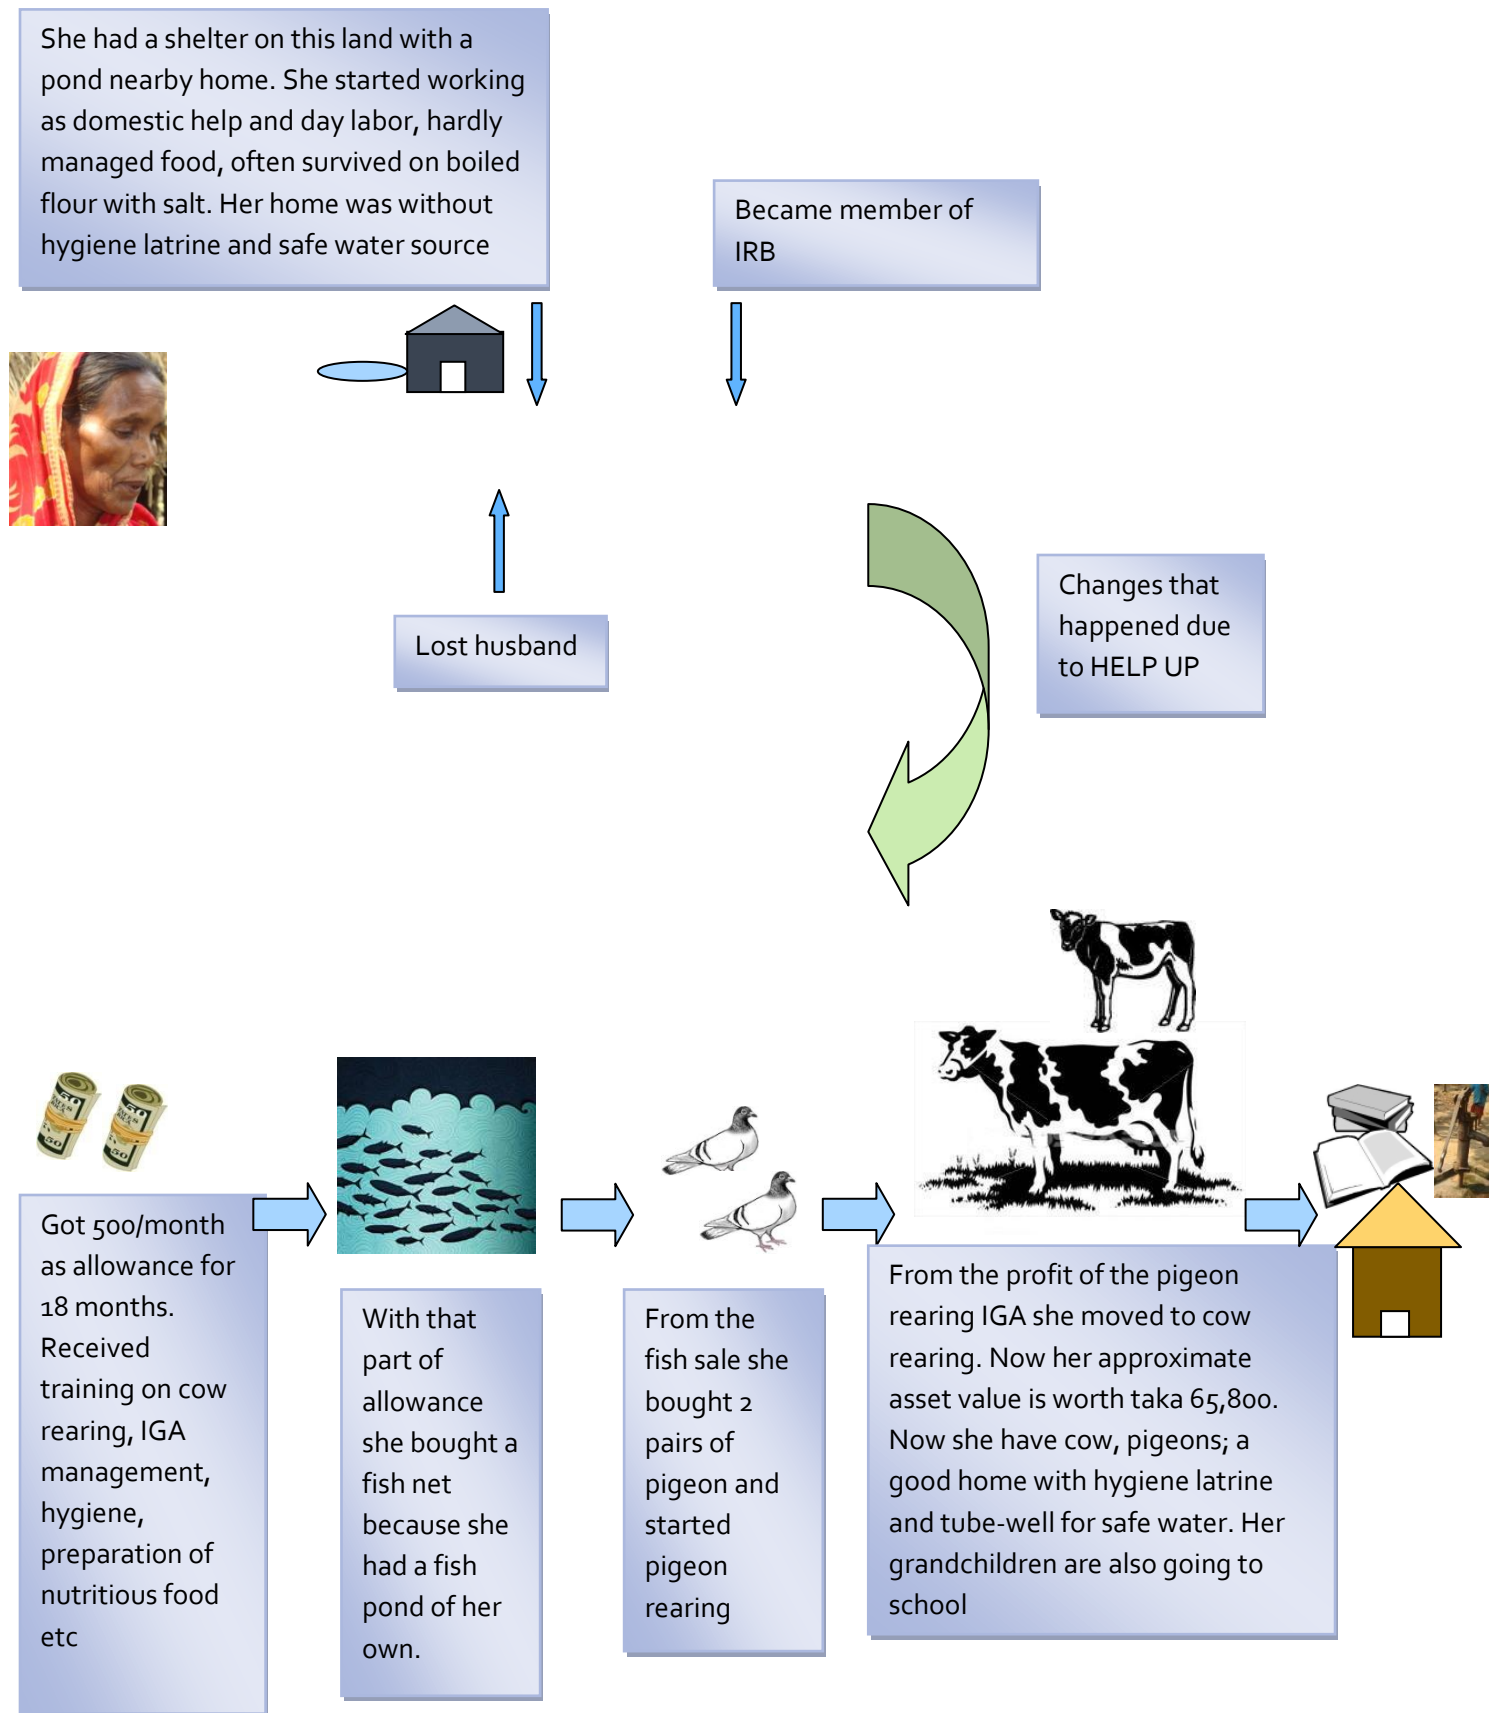 She had a shelter on this land with a
pond nearby home. She started working
as domestic help and day labor, hardly
managed food, often survived on boiled
flour with salt. Her home was without
hygiene latrine and safe water source
Became member of
IRB
Lost husband
Changes that
happened due
to HELP UP
Got 500/month
as allowance for
18 months.
Received
training on cow
rearing, IGA
management,
hygiene,
preparation of
nutritious food
etc
With that
part of
allowance
she bought a
fish net
because she
had a fish
pond of her
own.
From the
fish sale she
bought 2
pairs of
pigeon and
started
pigeon
rearing
From the profit of the pigeon
rearing IGA she moved to cow
rearing. Now her approximate
asset value is worth taka 65,800.
Now she have cow, pigeons; a
good home with hygiene latrine
and tube-well for safe water. Her
grandchildren are also going to
school